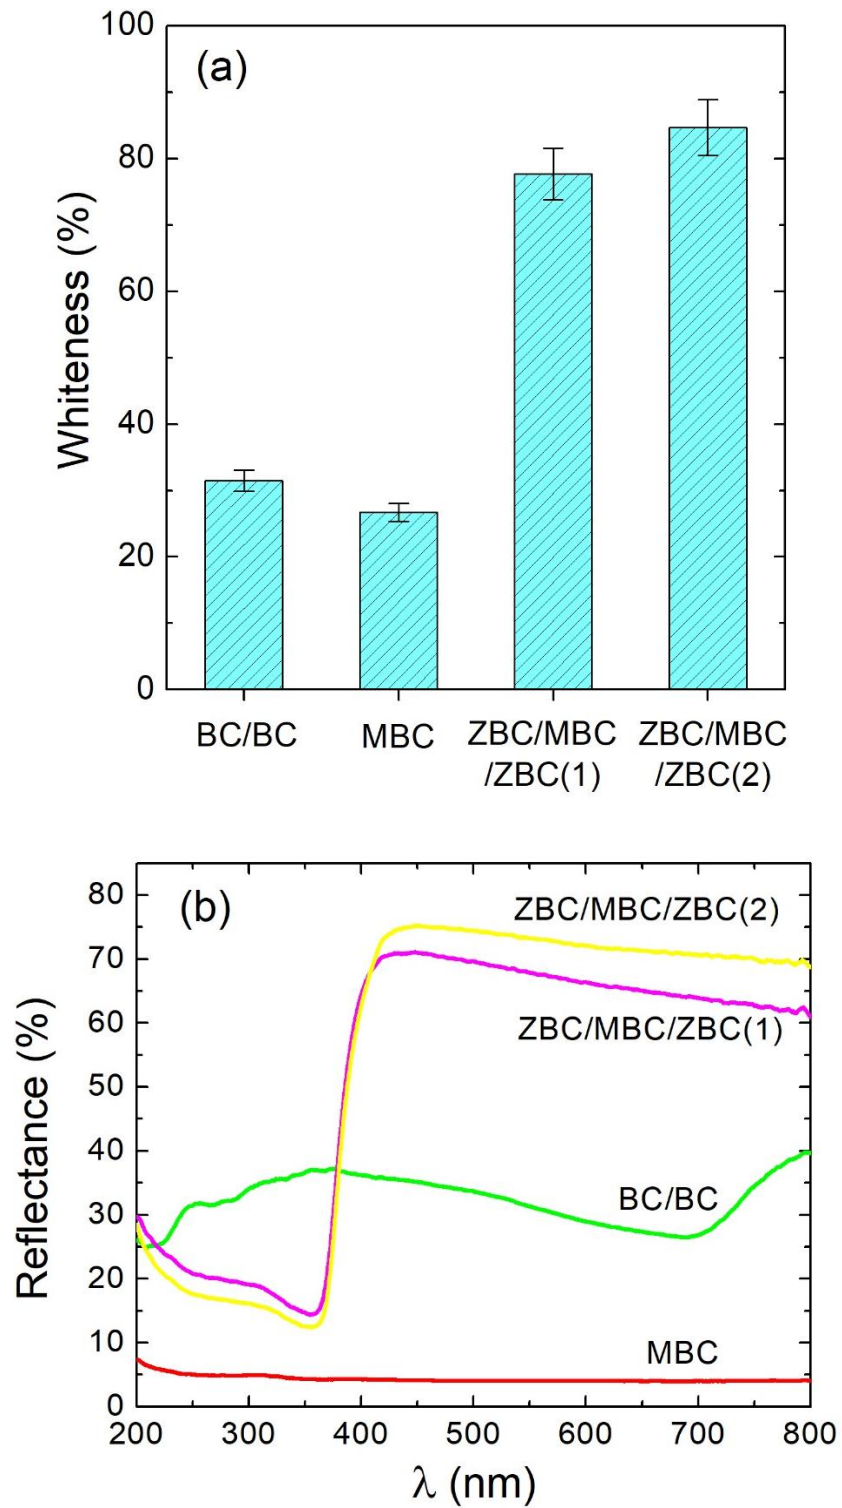 (a)
Whiteness (%)
100
80
60
40
20
0
BC/BC
MBC
ZBC/MBC
/ZBC(1)
ZBC/MBC
/ZBC(2)
(b)
Reflectance (%)
80
70
60
50
40
30
20
10
0
ZBC/MBC/ZBC(2)
ZBC/MBC/ZBC(1)
BC/BC
MBC
200
300
400
500
600
700
800
λ (nm)